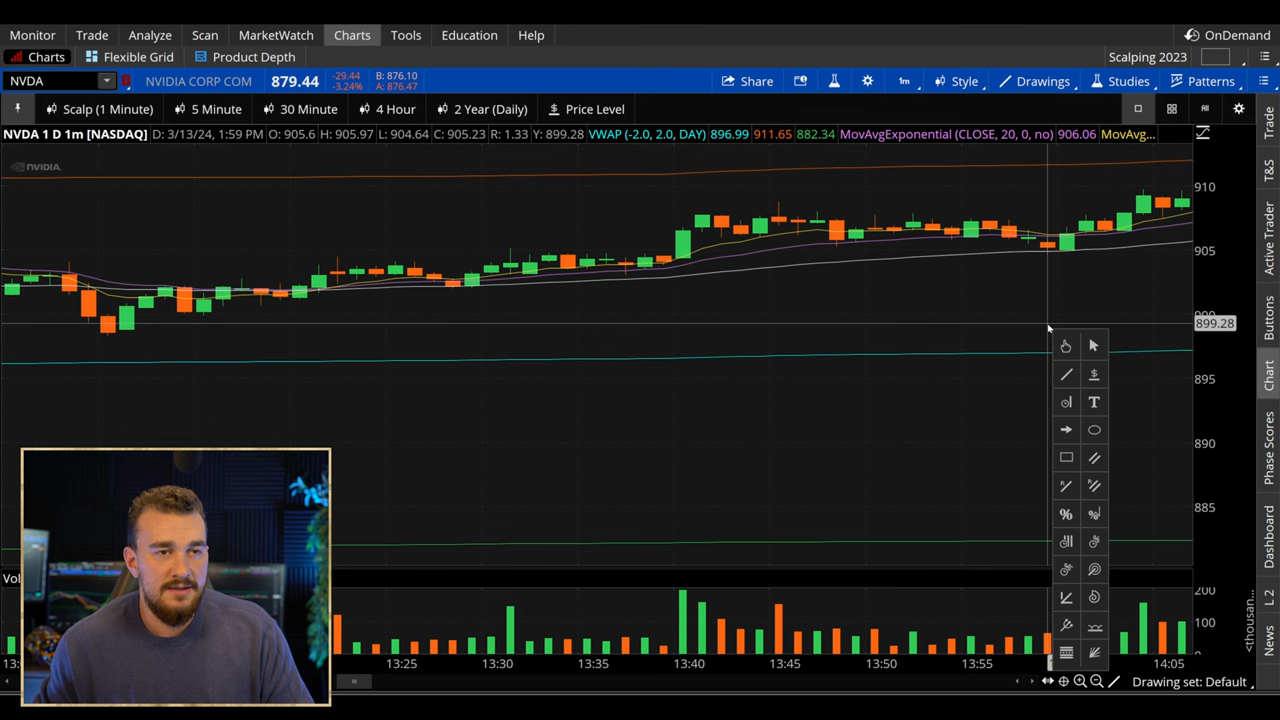 Monitor Trade Analyze Scan MarketWatch Charts Tools Education Help OnDemand
Charts Flexible Grid Product Depth Scalping 2023
NVDA NVIDIA CORP COM 879.44 -29.44 -3.24% B: 876.10 A: 876.47 Share 1m Style Drawings Studies Patterns
Scalp (1 Minute) 5 Minute 30 Minute 4 Hour 2 Year (Daily) $ Price Level All
NVDA 1 D 1m [NASDAQ] D: 3/13/24, 1:59 PM O: 905.6 H: 905.97 L: 904.64 C: 905.23 R: 1.33 Y: 899.28 VWAP (-2.0, 2.0, DAY) 896.99 911.65 882.34 MovAvgExponential (CLOSE, 20, 0, no) 906.06 MovAvg...
NVIDIA.
910
905
900
899.28
895
890
885
$
T
%
%
Vol
200
100
<thousan...
13:25 13:30 13:35 13:40 13:45 13:50 13:55 14:05
Drawing set: Default
Trade
T&S
Active Trader
Buttons
Chart
Phase Scores
Dashboard
L 2
News